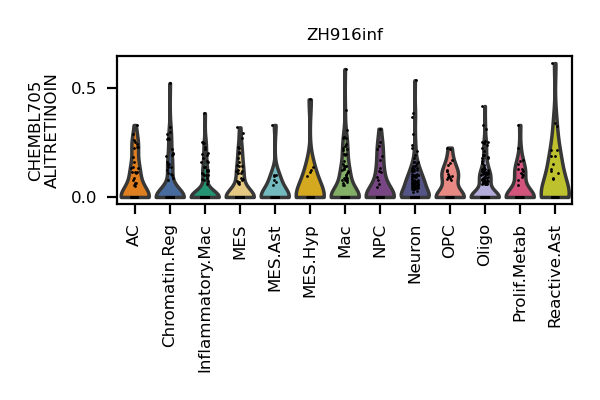 ZH916inf
CHEMBL705
ALITRETINOIN
0.5
0.0
AC
Chromatin.Reg
Inflammatory.Mac
MES
MES.Ast
MES.Hyp
Mac
NPC
Neuron
OPC
Oligo
Prolif.Metab
Reactive.Ast